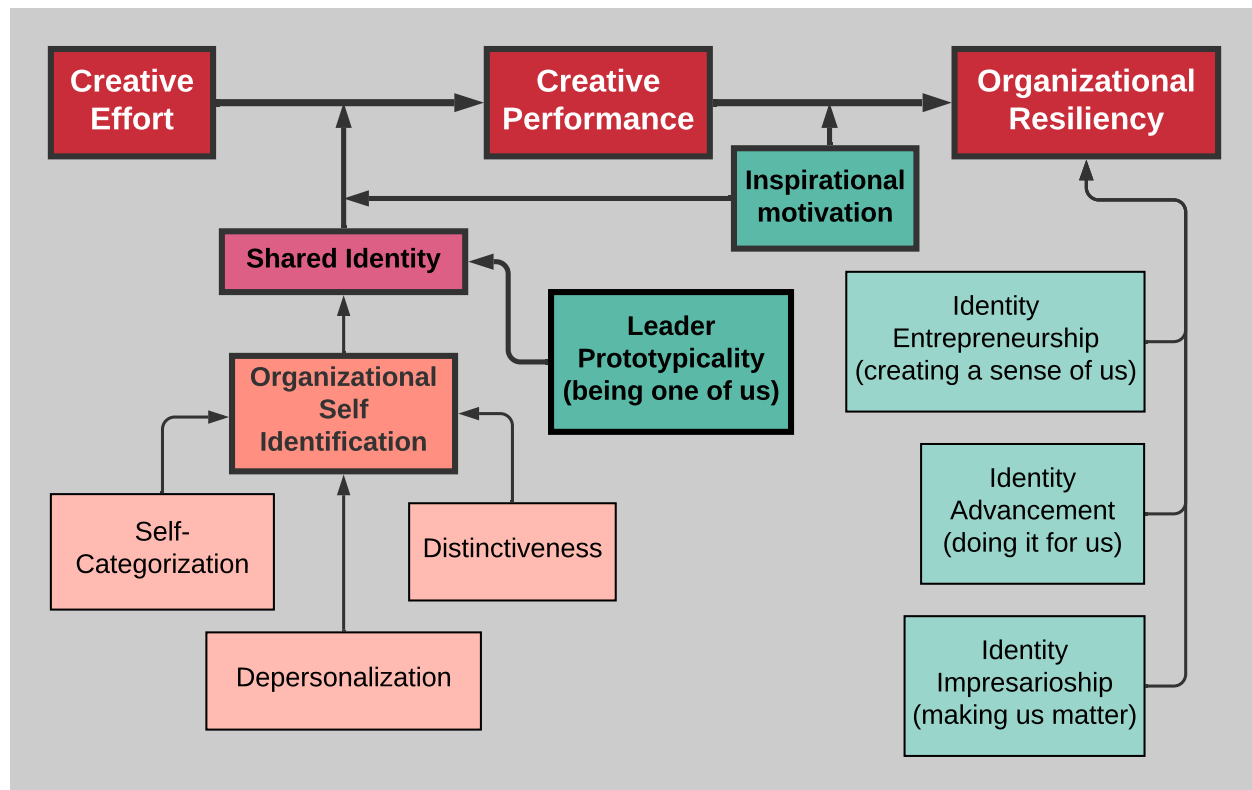 Creative
Effort
Creative
Performance
Organizational
Resiliency
Inspirational
motivation
Shared Identity
Leader
Prototypicality
(being one of us)
Organizational
Self
Identification
Self-
Categorization
Distinctiveness
Depersonalization
Identity
Entrepreneurship
(creating a sense of us)
Identity
Advancement
(doing it for us)
Identity
Impresarioship
(making us matter)